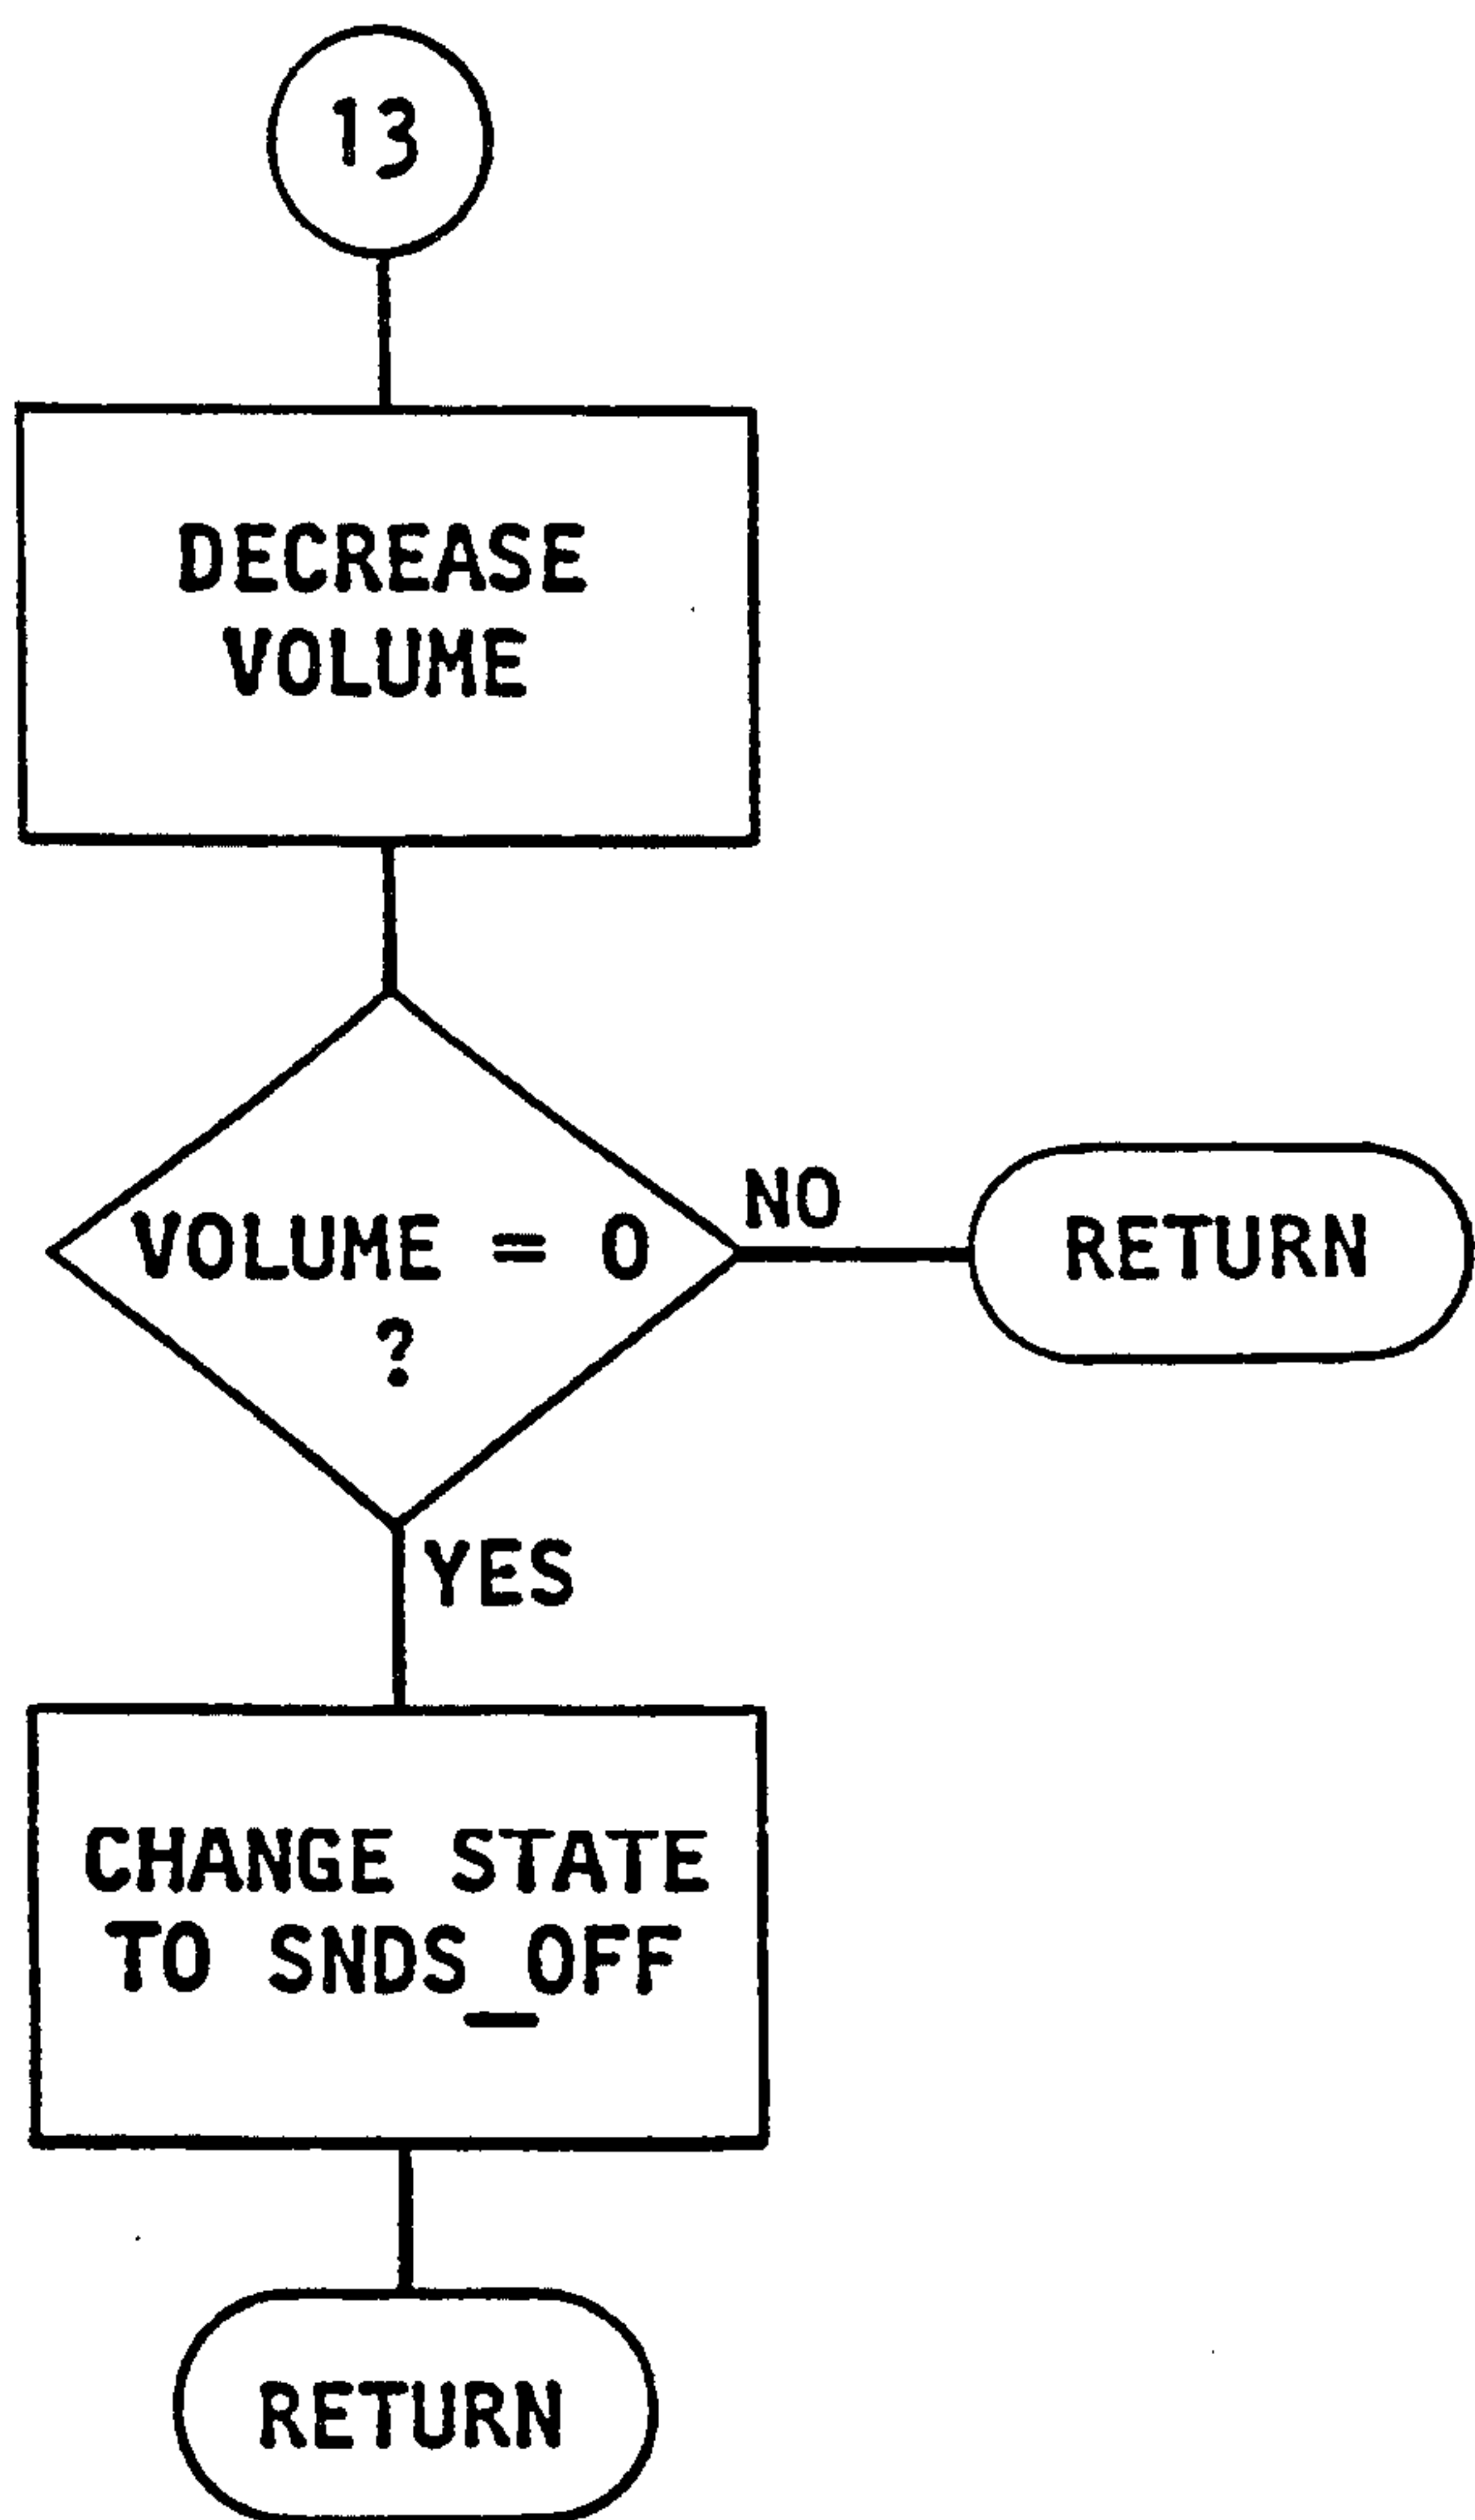 13
DECREASE
VOLUME
VOLUME = 0
?
NO
RETURN
YES
CHANGE STATE
TO SNDS_OFF
RETURN